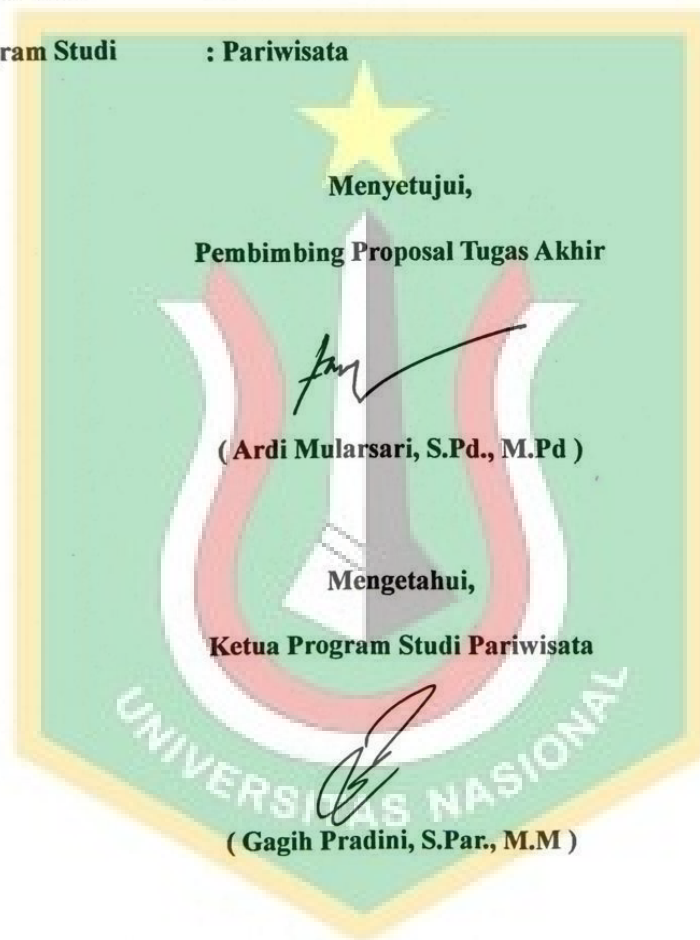 ram Studi : Pariwisata
Menyetujui,
Pembimbing Proposal Tugas Akhir
( Ardi Mularsari, S.Pd., M.Pd )
Mengetahui,
Ketua Program Studi Pariwisata
UNIVERSITAS NASIONAL
( Gagih Pradini, S.Par., M.M )